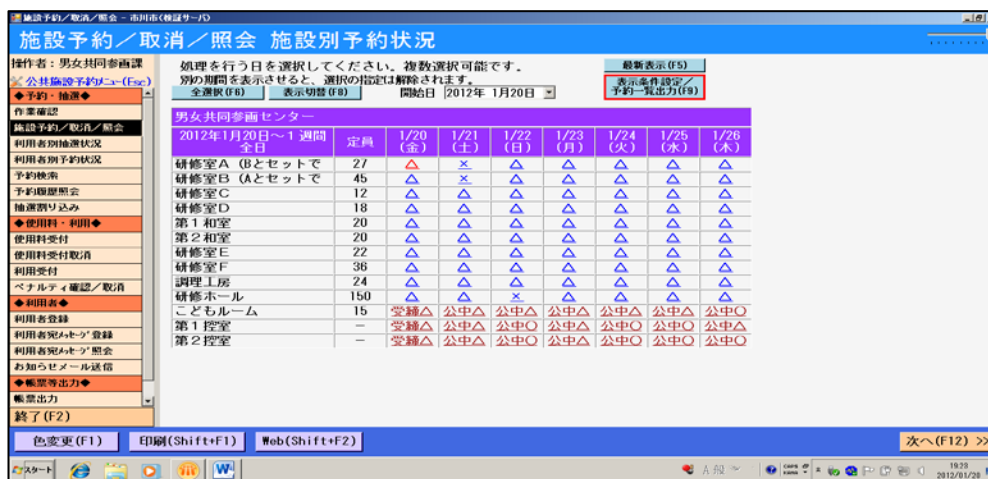 施設予約／取消／照会 - 市川市(検証サーバ)
施設予約／取消／照会 施設別予約状況
操作者：男女共同参画課
公共施設予約メニュー(Esc)
◆予約・抽選◆
作業確認
施設予約／取消／照会
利用者別抽選状況
利用者別予約状況
予約検索
予約履歴照会
抽選割り込み
◆使用料・利用◆
使用料受付
使用料受付取消
利用受付
ペナルティ確認／取消
◆利用者◆
利用者登録
利用者宛メッセージ登録
利用者宛メッセージ照会
お知らせメール送信
◆帳票等出力◆
帳票出力
終了(F2)
処理を行う日を選択してください。複数選択可能です。
別の期間を表示させると、選択の指定は解除されます。
最新表示(F5)
全選択(F6) 表示切替(F8) 開始日 2012年 1月20日
表示条件設定／
予約一覧出力(F9)
男女共同参画センター
2012年1月20日～1週間 全日 定員 1/20(金) 1/21(土) 1/22(日) 1/23(月) 1/24(火) 1/25(水) 1/26(木)
研修室A (Bとセットで 27 △ × △ △ △ △ △
研修室B (Aとセットで 45 △ × △ △ △ △ △
研修室C 12 △ △ △ △ △ △ △
研修室D 18 △ △ △ △ △ △ △
第1和室 20 △ △ △ △ △ △ △
第2和室 20 △ △ △ △ △ △ △
研修室E 22 △ △ △ △ △ △ △
研修室F 36 △ △ △ △ △ △ △
調理工房 24 △ △ △ △ △ △ △
研修ホール 150 △ △ × △ △ △ △
こどもルーム 15 受締△ 公中△ 公中△ 公中△ 公中△ 公中△ 公中○
第1控室 － 受締△ 公中△ 公中○ 公中△ 公中○ 公中○ 公中○
第2控室 － 受締△ 公中△ 公中○ 公中△ 公中○ 公中○ 公中○
色変更(F1) 印刷(Shift+F1) Web(Shift+F2) 次へ(F12) >>
スタート A 般 CAPS KANA 19:28
2012/01/20